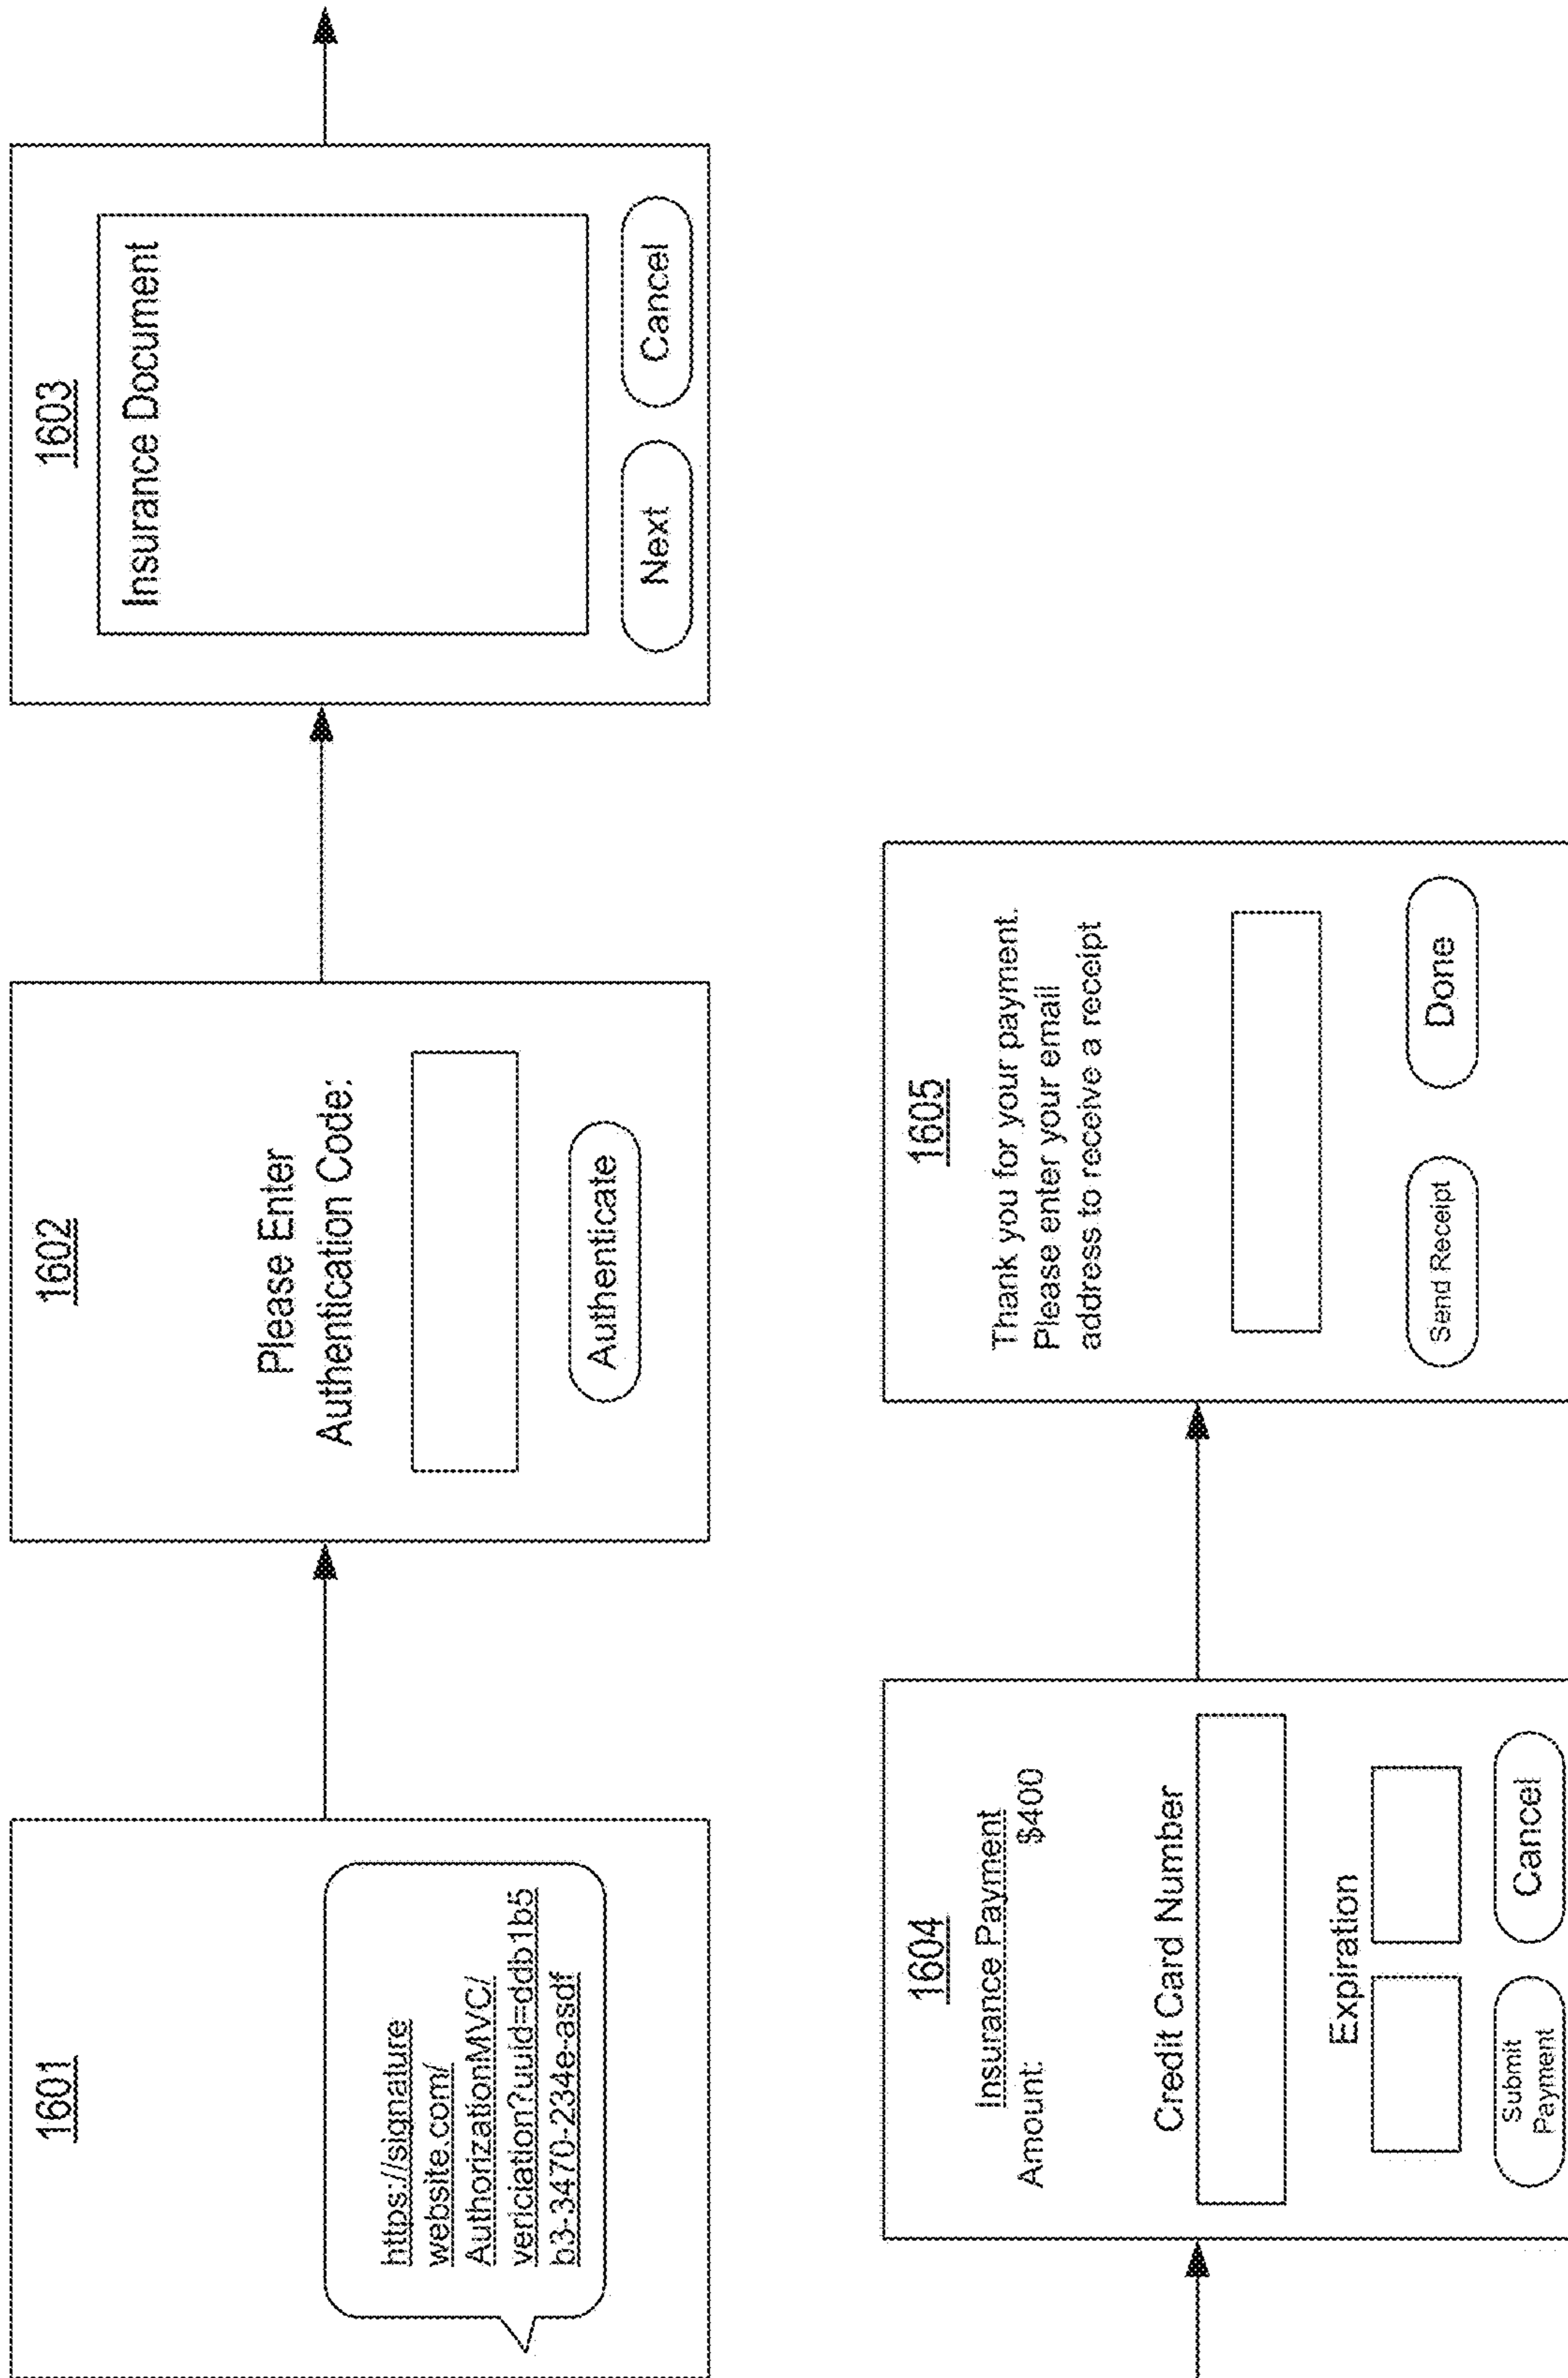 1601
https://signature
website.com/
AuthorizationMVC/
vericiation?uuid=ddb1b5
b3-3470-234e-asdf
1602
Please Enter
Authentication Code:
Authenticate
1603
Insurance Document
Next
Cancel
1604
Insurance Payment
Amount: $400
Credit Card Number
Expiration
Submit
Payment
Cancel
1605
Thank you for your payment.
Please enter your email
address to receive a receipt
Send Receipt
Done